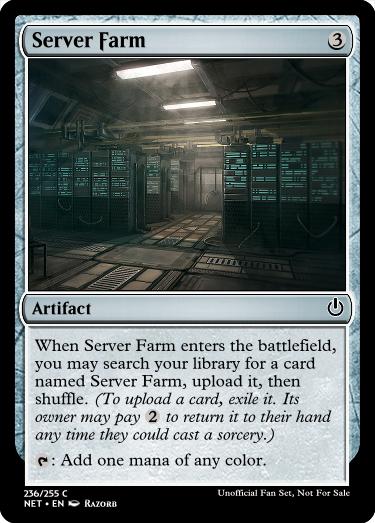 Server Farm 3
Artifact
When Server Farm enters the battlefield,
you may search your library for a card
named Server Farm, upload it, then
shuffle. (To upload a card, exile it. Its
owner may pay 2 to return it to their hand
any time they could cast a sorcery.)
: Add one mana of any color.
236/255 C
NET • EN Razorb
Unofficial Fan Set, Not For Sale